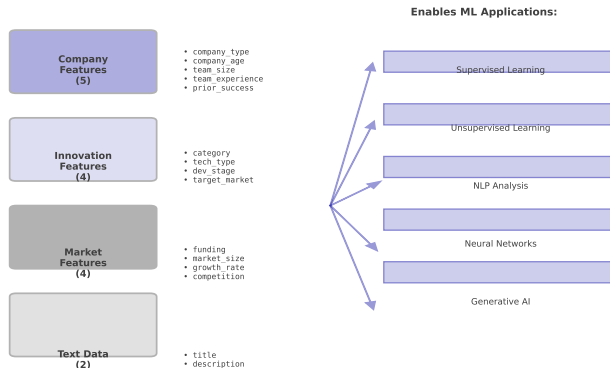 Enables ML Applications:
Company
Features
(5)
• company_type
• company_age
• team_size
• team_experience
• prior_success
Innovation
Features
(4)
• category
• tech_type
• dev_stage
• target_market
Market
Features
(4)
• funding
• market_size
• growth_rate
• competition
Text Data
(2)
• title
• description
Supervised Learning
Unsupervised Learning
NLP Analysis
Neural Networks
Generative AI